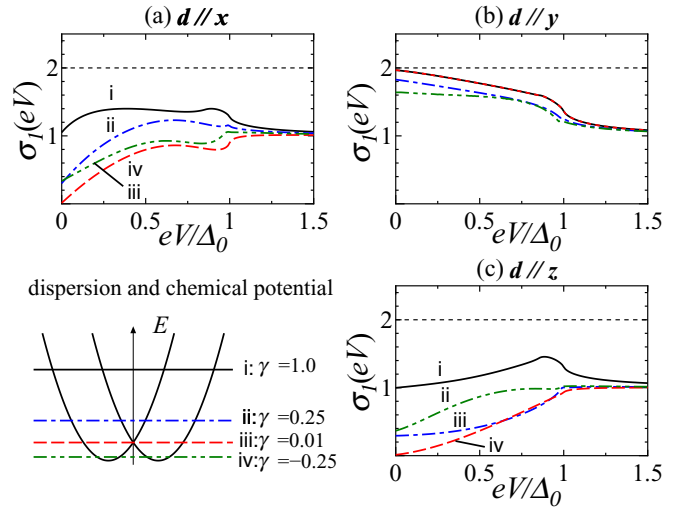 (a) d // x
2
1
0
0
0.5
1
1.5
σ1(eV)
eV/Δ0
i
ii
iv
iii
(b) d // y
2
1
0
0
0.5
1
1.5
σ1(eV)
eV/Δ0
dispersion and chemical potential
E
i: γ =1.0
ii:γ =0.25
iii:γ =0.01
iv:γ =−0.25
(c) d // z
2
1
0
0
0.5
1
1.5
σ1(eV)
eV/Δ0
i
ii
iii
iv